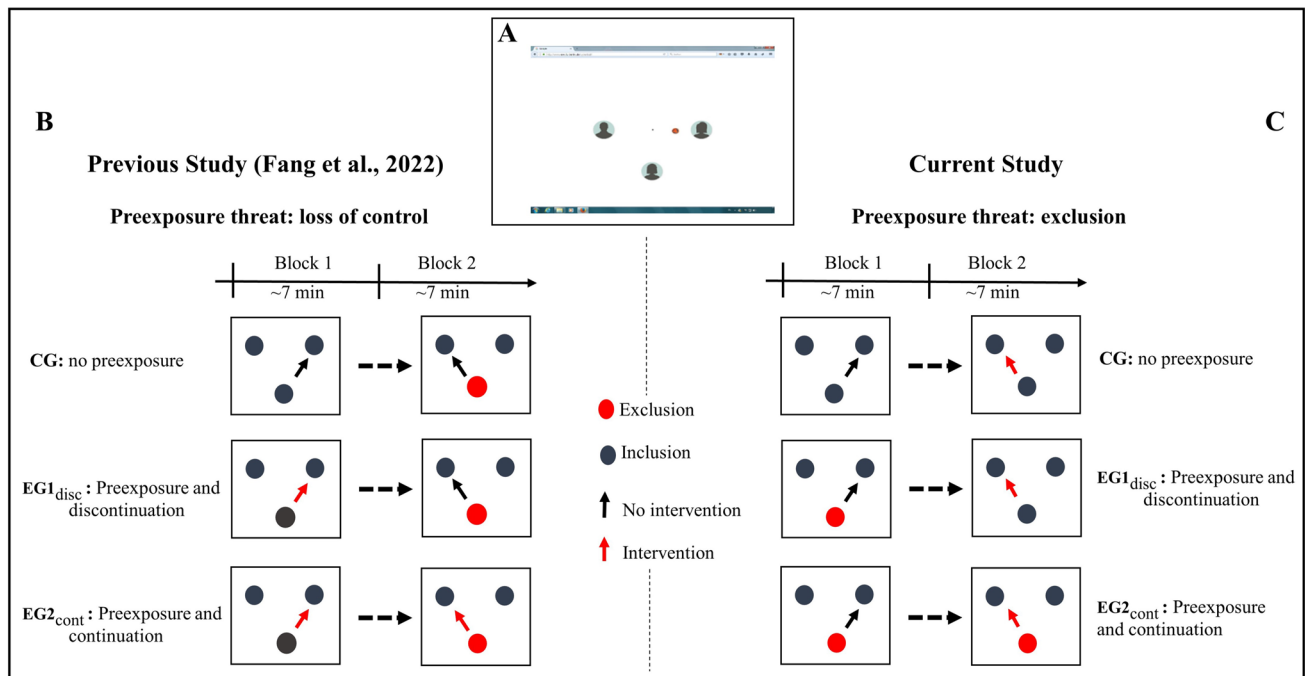 A
B
Previous Study (Fang et al., 2022)
Preexposure threat: loss of control
Block 1
Block 2
~7 min
~7 min
CG: no preexposure
EG1disc : Preexposure and
discontinuation
EG2cont : Preexposure and
continuation
Exclusion
Inclusion
No intervention
Intervention
C
Current Study
Preexposure threat: exclusion
Block 1
Block 2
~7 min
~7 min
CG: no preexposure
EG1disc : Preexposure and
discontinuation
EG2cont : Preexposure
and continuation